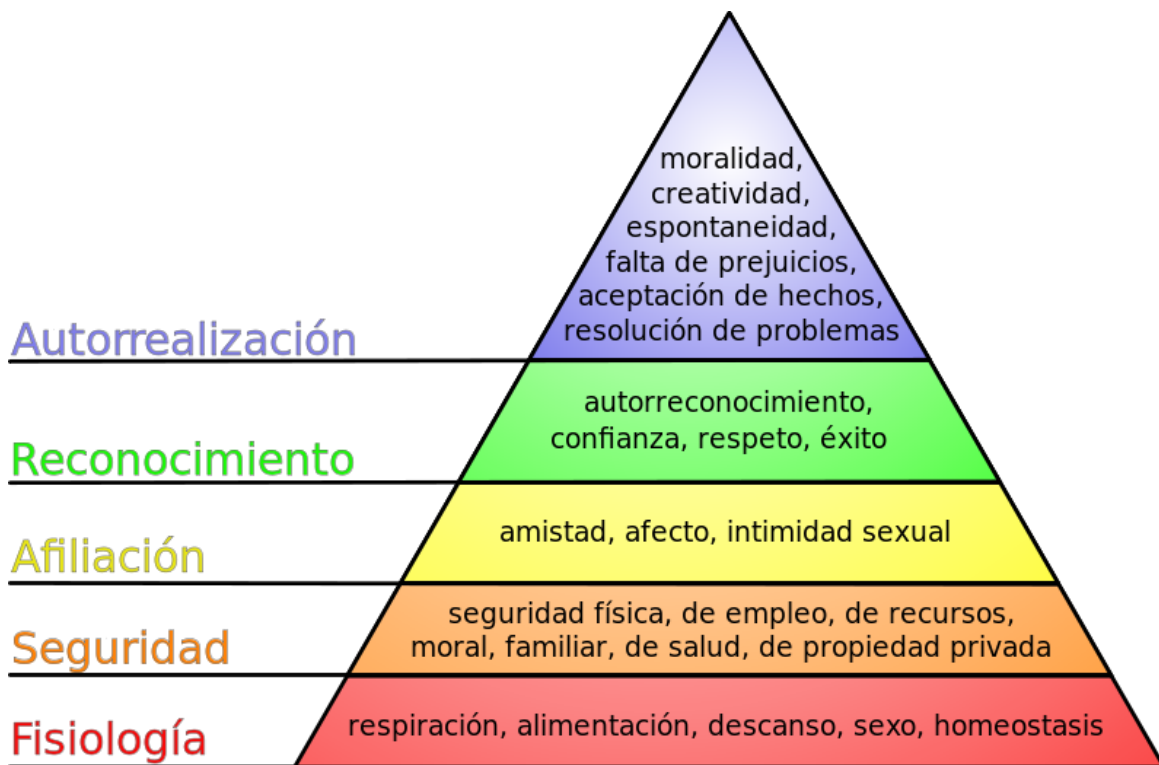 moralidad,
creatividad,
espontaneidad,
falta de prejuicios,
aceptación de hechos,
resolución de problemas
Autorrealización
autorreconocimiento,
confianza, respeto, éxito
Reconocimiento
amistad, afecto, intimidad sexual
Afiliación
seguridad física, de empleo, de recursos,
moral, familiar, de salud, de propiedad privada
Seguridad
respiración, alimentación, descanso, sexo, homeostasis
Fisiología